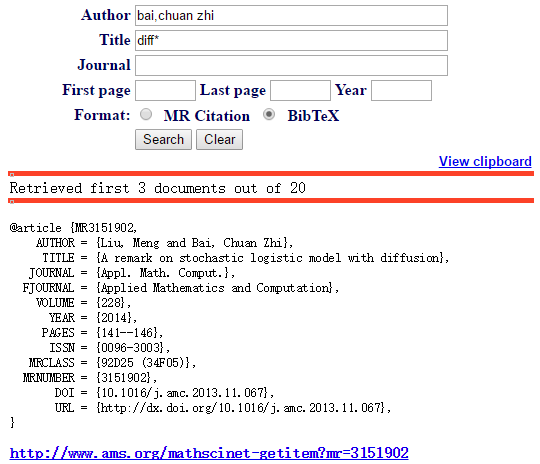 Author bai,chuan zhi
Title diff*
Journal
First page Last page Year
Format: MR Citation BibTeX
Search Clear
View clipboard
Retrieved first 3 documents out of 20
@article {MR3151902,
AUTHOR = {Liu, Meng and Bai, Chuan Zhi},
TITLE = {A remark on stochastic logistic model with diffusion},
JOURNAL = {Appl. Math. Comput.},
FJOURNAL = {Applied Mathematics and Computation},
VOLUME = {228},
YEAR = {2014},
PAGES = {141--146},
ISSN = {0096-3003},
MRCLASS = {92D25 (34F05)},
MRNUMBER = {3151902},
DOI = {10.1016/j.amc.2013.11.067},
URL = {http://dx.doi.org/10.1016/j.amc.2013.11.067},
}
http://www.ams.org/mathscinet-getitem?mr=3151902